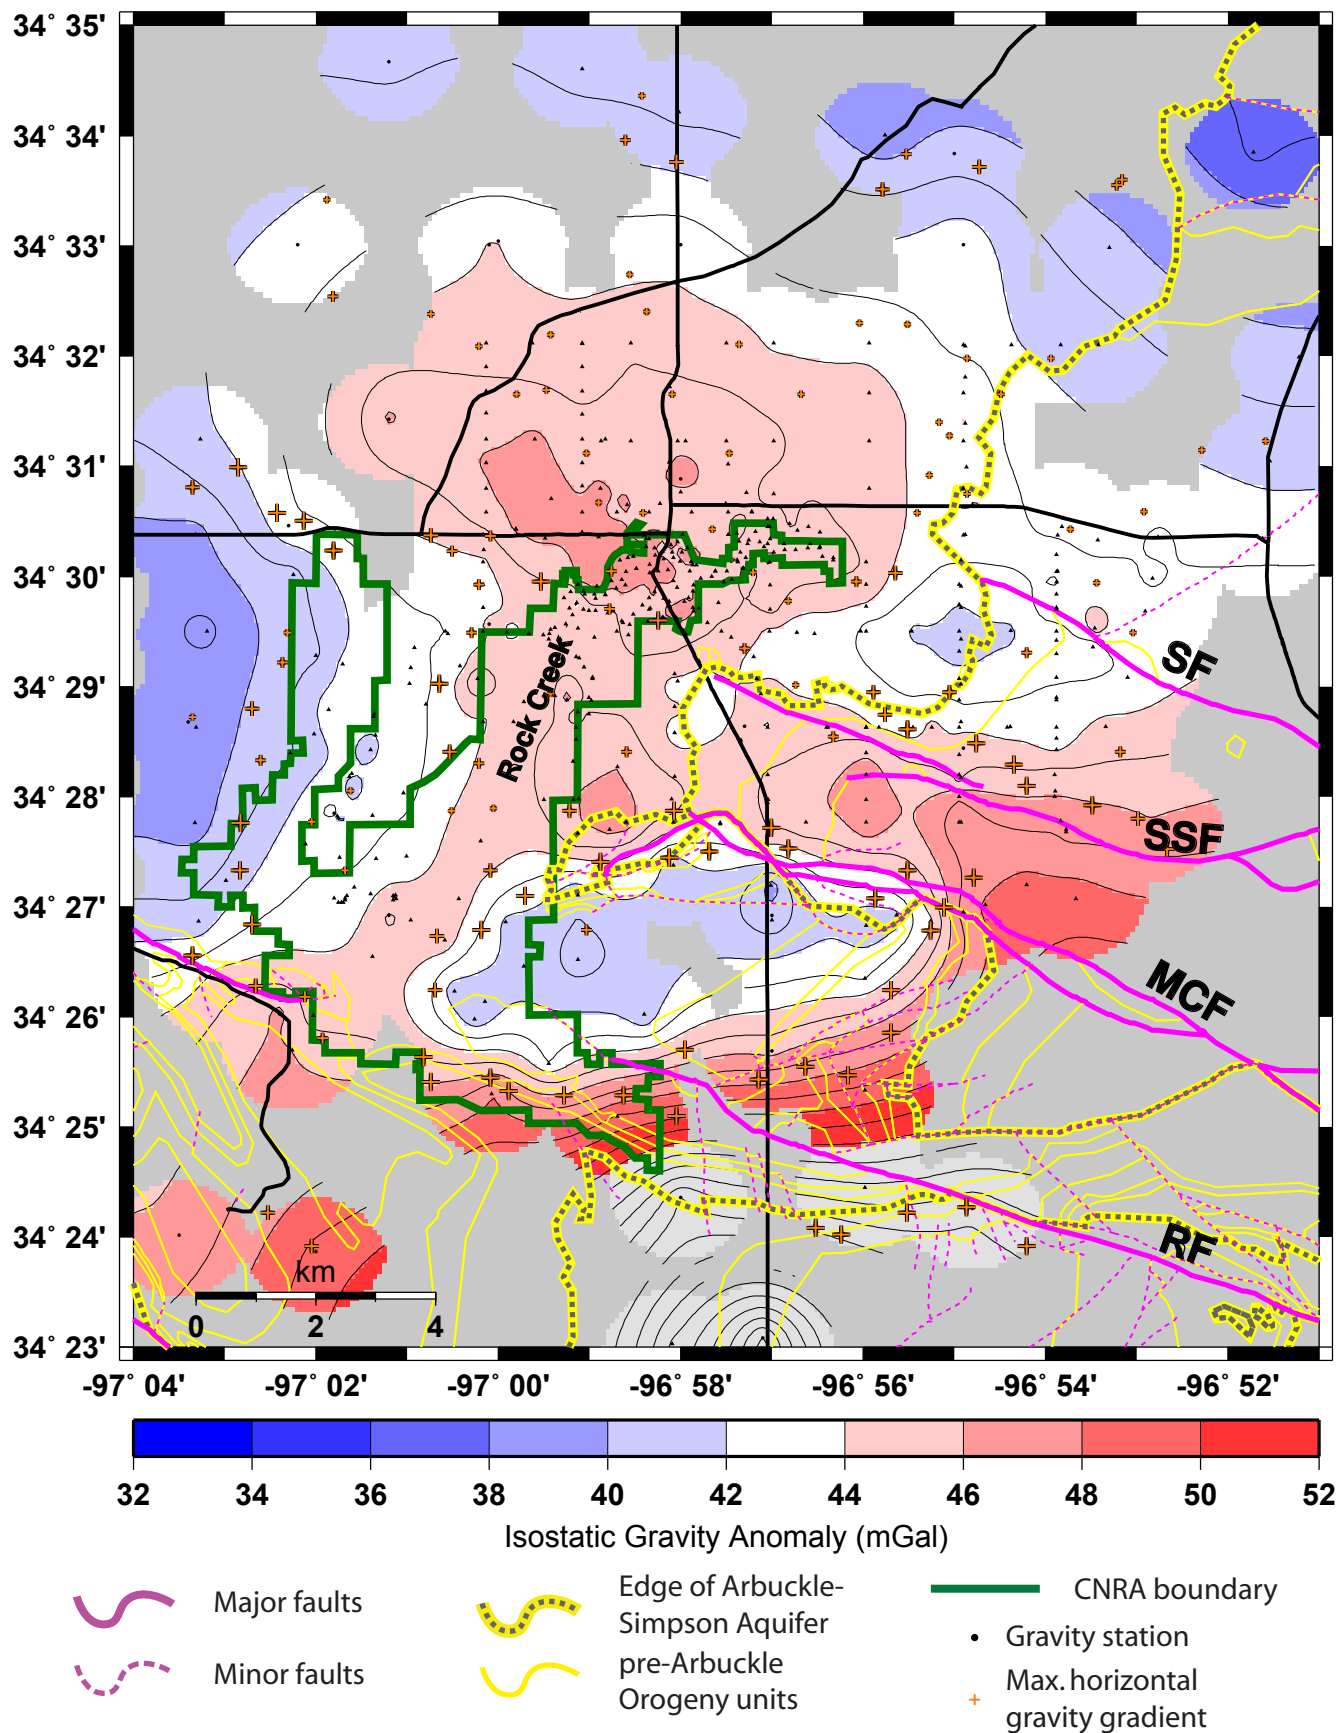 34° 35'
34° 34'
34° 33'
34° 32'
34° 31'
34° 30'
34° 29'
34° 28'
34° 27'
34° 26'
34° 25'
34° 24'
34° 23'
Rock Creek
SF
SSF
MCF
RF
km
0 2 4
-97° 04' -97° 02' -97° 00' -96° 58' -96° 56' -96° 54' -96° 52'
32 34 36 38 40 42 44 46 48 50 52
Isostatic Gravity Anomaly (mGal)
Major faults
Minor faults
Edge of Arbuckle-
Simpson Aquifer
pre-Arbuckle
Orogeny units
CNRA boundary
Gravity station
Max. horizontal
gravity gradient